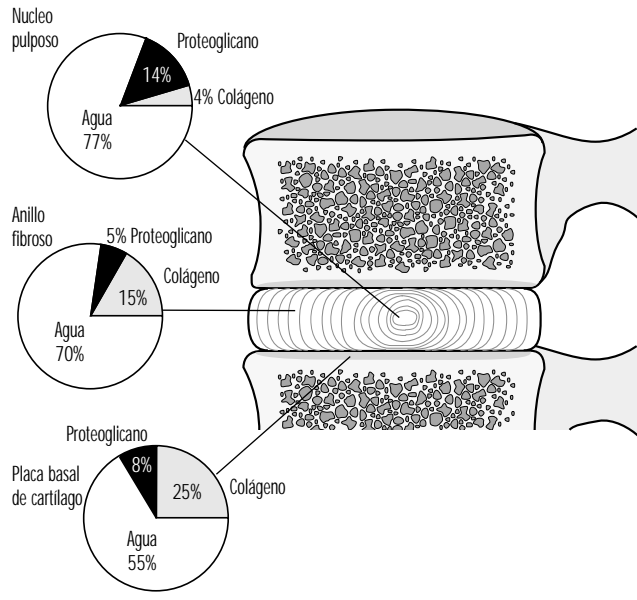 Nucleo
pulposo
Proteoglicano
14%
4% Colágeno
Agua
77%
Anillo
fibroso
5% Proteoglicano
Colágeno
15%
Agua
70%
Proteoglicano
8%
Placa basal
de cartílago
25%
Colágeno
Agua
55%